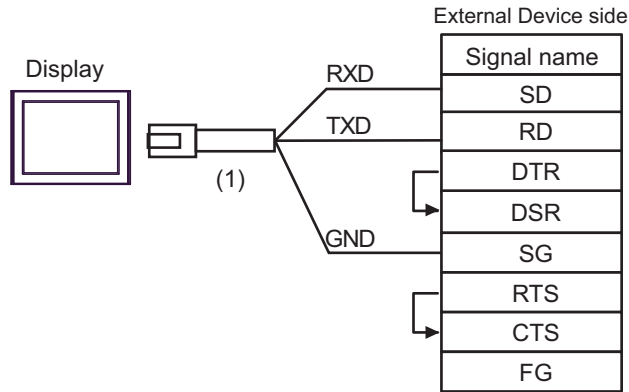 External Device side
Display
Signal name
RXD
SD
TXD
RD
(1)
DTR
DSR
GND
SG
RTS
CTS
FG